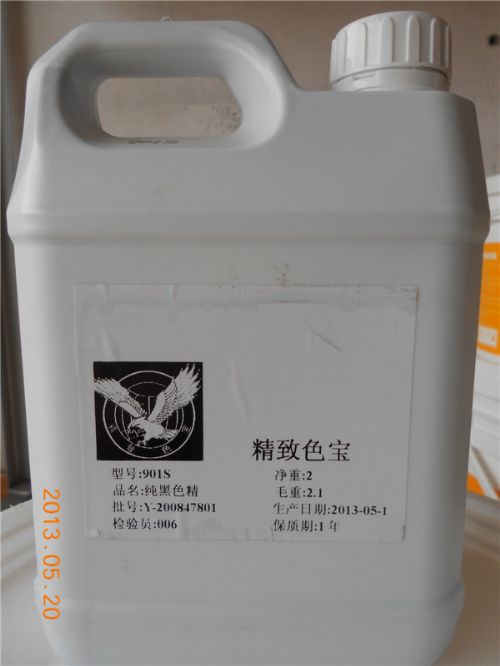 精致色宝
型号:901S
净重:2
品名:纯黑色精
毛重:2.1
批号:Y-200847801
生产日期:2013-05-1
检验员:006
保质期:1 年
2013.05.20